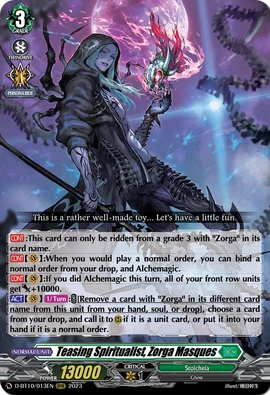 3
GRADE
TWIN DRIVE
PERSONA RIDE
This is a rather well-made toy... Let's have a little fun.
CONT :This card can only be ridden from a grade 3 with "Zorga" in its
card name.
CONT :When you would play a normal order, you can bind a
normal order from your drop, and Alchemagic.
CONT :If you did Alchemagic this turn, all of your front row units
get +10000.
ACT 1/Turn :[Remove a card with "Masques" in its different card
name from this unit from your hand, soul, or drop], choose a card
from your drop, and call it to if it is a unit card, or put it into your
hand if it is a normal order.
NORMAL UNIT
Teasing Spiritualist, Zorga Masques
POWER
13000
CRITICAL
1
Stoicheia
Ghost
D-BT10/013EN RRR 2023